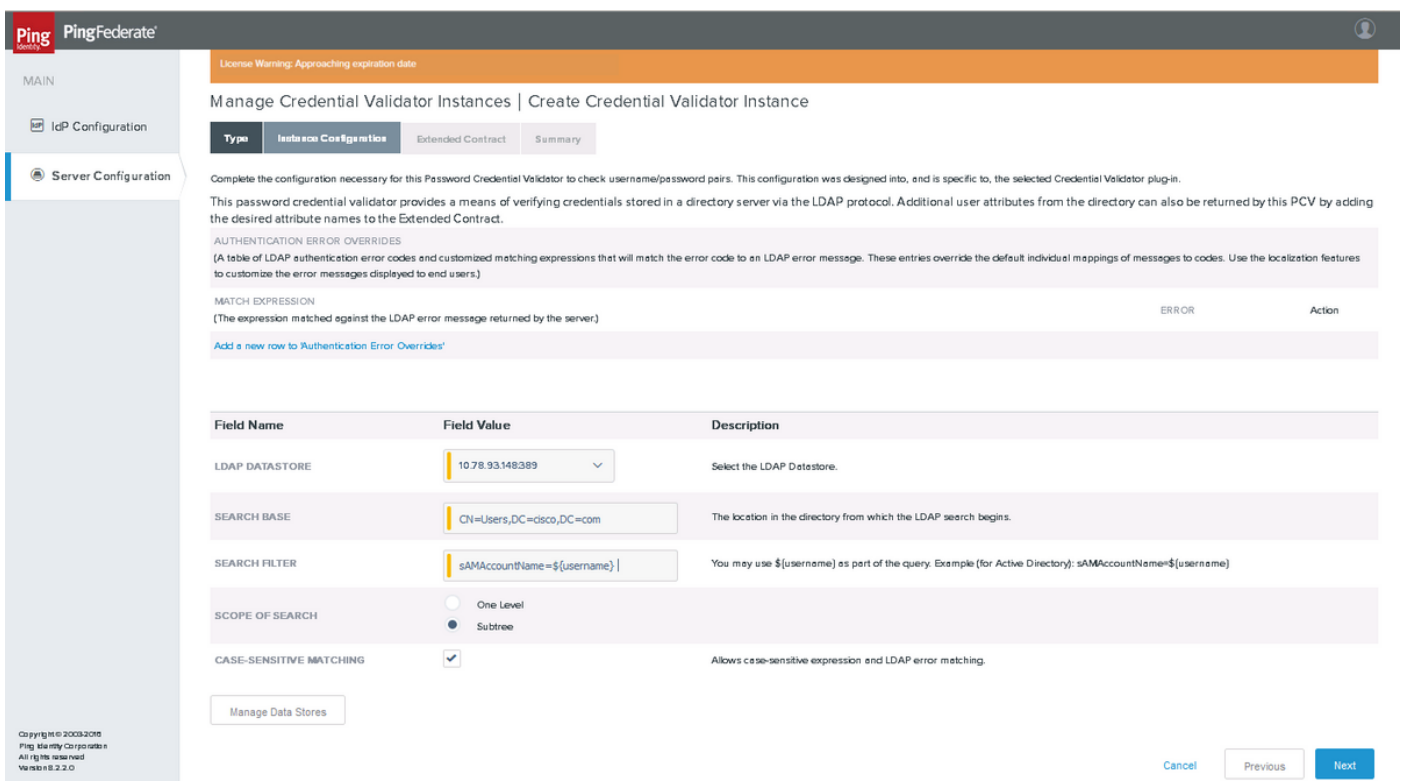 Ping
Identity
PingFederate
MAIN
IdP Configuration
Server Configuration
License Warning: Approaching expiration date
Manage Credential Validator Instances | Create Credential Validator Instance
Type
Instance Configuration
Extended Contract
Summary
Complete the configuration necessary for this Password Credential Validator to check username/password pairs. This configuration was designed into, and is specific to, the selected Credential Validator plug-in.
This password credential validator provides a means of verifying credentials stored in a directory server via the LDAP protocol. Additional user attributes from the directory can also be returned by this PCV by adding
the desired attribute names to the Extended Contract.
AUTHENTICATION ERROR OVERRIDES
(A table of LDAP authentication error codes and customized matching expressions that will match the error code to an LDAP error message. These entries override the default individual mappings of messages to codes. Use the localization features
to customize the error messages displayed to end users.)
MATCH EXPRESSION
(The expression matched against the LDAP error message returned by the server.)
ERROR
Action
Add a new row to 'Authentication Error Overrides'
Field Name Field Value Description
LDAP DATASTORE 10.78.93.148:389 Select the LDAP Datastore.
SEARCH BASE CN=Users,DC=cisco,DC=com The location in the directory from which the LDAP search begins.
SEARCH FILTER sAMAccountName=${username} You may use ${username} as part of the query. Example (for Active Directory): sAMAccountName=${username}
SCOPE OF SEARCH
One Level
Subtree
CASE-SENSITIVE MATCHING Allows case-sensitive expression and LDAP error matching.
Manage Data Stores
Copyright © 2003-2016
Ping Identity Corporation
All rights reserved
Version 8.2.2.0
Cancel
Previous
Next